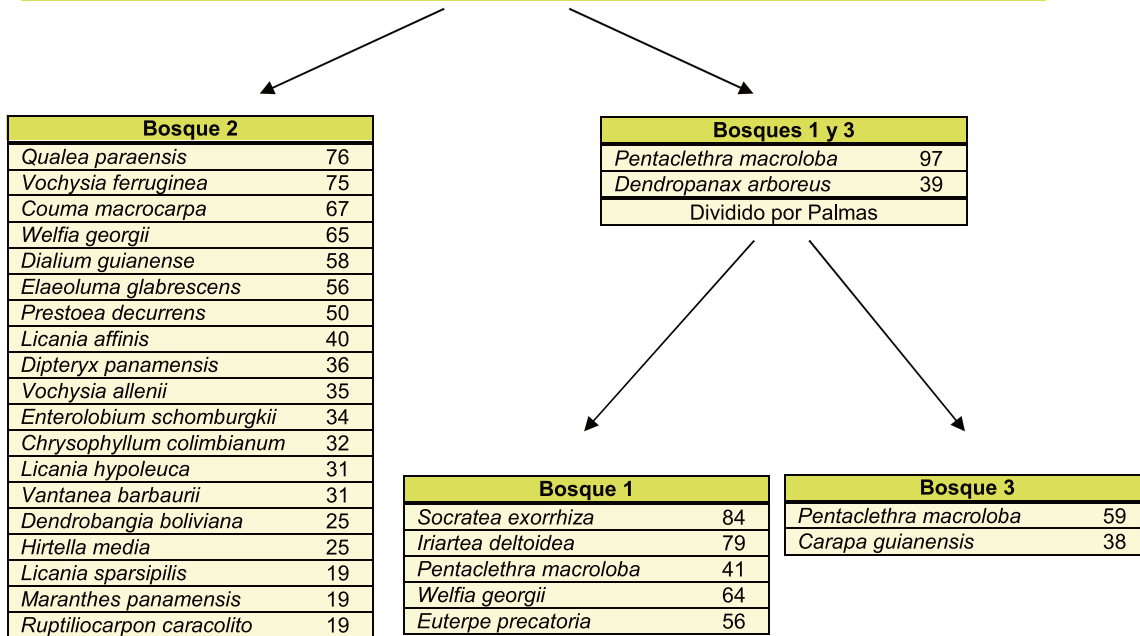 Bosque 2
Qualea paraensis 76
Vochysia ferruginea 75
Couma macrocarpa 67
Welfia georgii 65
Dialium guianense 58
Elaeoluma glabrescens 56
Prestoea decurrens 50
Licania affinis 40
Dipteryx panamensis 36
Vochysia allenii 35
Enterolobium schomburgkii 34
Chrysophyllum colimbianum 32
Licania hypoleuca 31
Vantanea barbaurii 31
Dendrobangia boliviana 25
Hirtella media 25
Licania sparsipilis 19
Maranthes panamensis 19
Ruptiliocarpon caracolito 19
Bosques 1 y 3
Pentaclethra macroloba 97
Dendropanax arboreus 39
Dividido por Palmas
Bosque 1
Socratea exorrhiza 84
Iriartea deltoidea 79
Pentaclethra macroloba 41
Welfia georgii 64
Euterpe precatoria 56
Bosque 3
Pentaclethra macroloba 59
Carapa guianensis 38